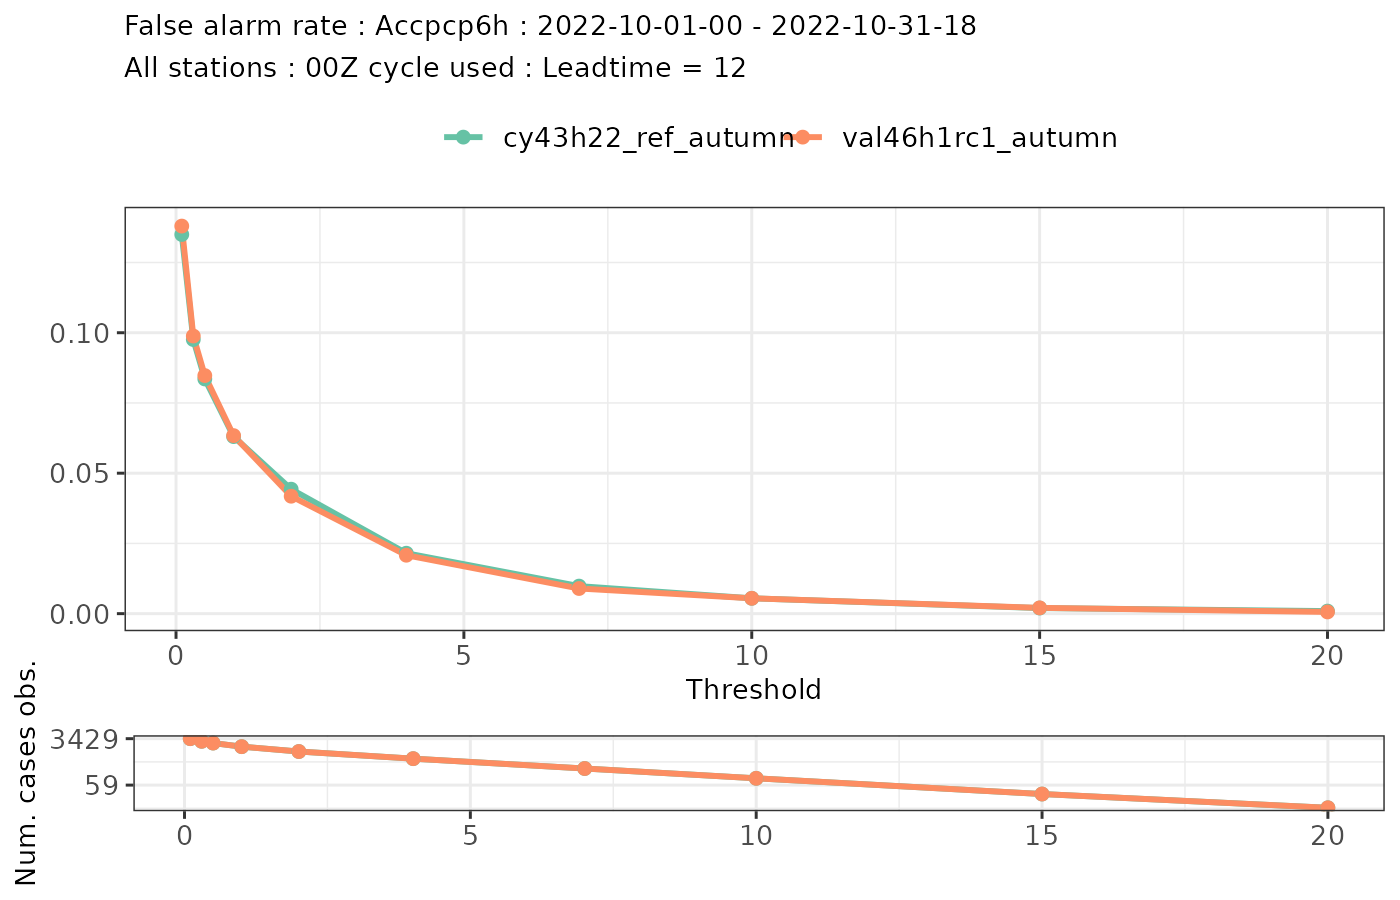 False alarm rate : Accpcp6h : 2022-10-01-00 - 2022-10-31-18
All stations : 00Z cycle used : Leadtime = 12
cy43h22_ref_autumn val46h1rc1_autumn
0.10
0.05
0.00
0 5 10 15 20
Threshold
Num. cases obs.
3429
59
0 5 10 15 20